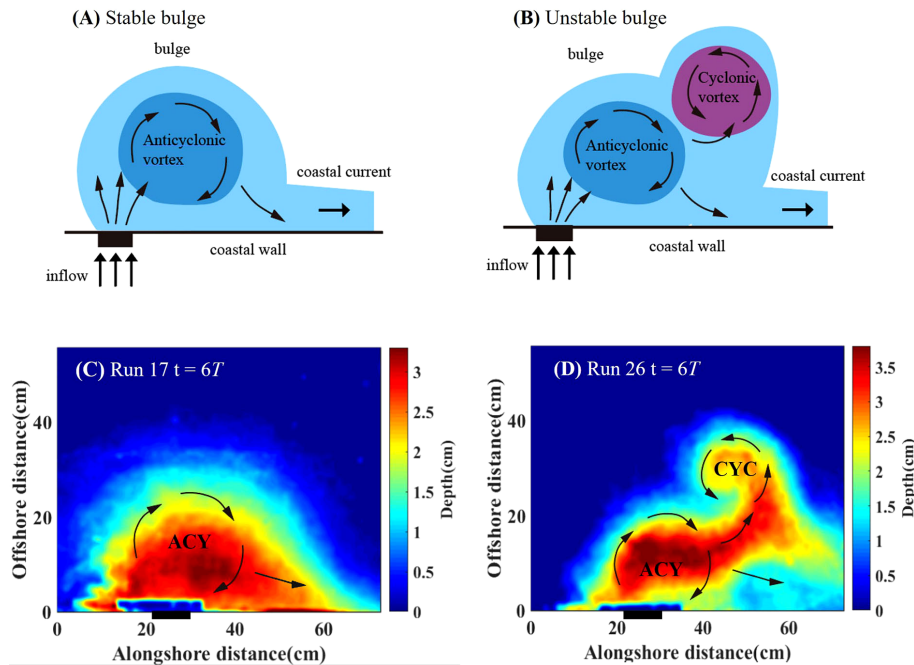 (A) Stable bulge
bulge
Anticyclonic
vortex
coastal current
coastal wall
inflow
(B) Unstable bulge
bulge
Cyclonic
vortex
Anticyclonic
vortex
coastal current
coastal wall
inflow
(C) Run 17 t = 6T
ACY
Offshore distance(cm)
40
20
0
0 20 40 60
Alongshore distance(cm)
3
2.5
2
1.5
1
0.5
0
Depth(cm)
(D) Run 26 t = 6T
CYC
ACY
Offshore distance(cm)
40
20
0
0 20 40 60
Alongshore distance(cm)
3.5
3
2.5
2
1.5
1
0.5
0
Depth(cm)